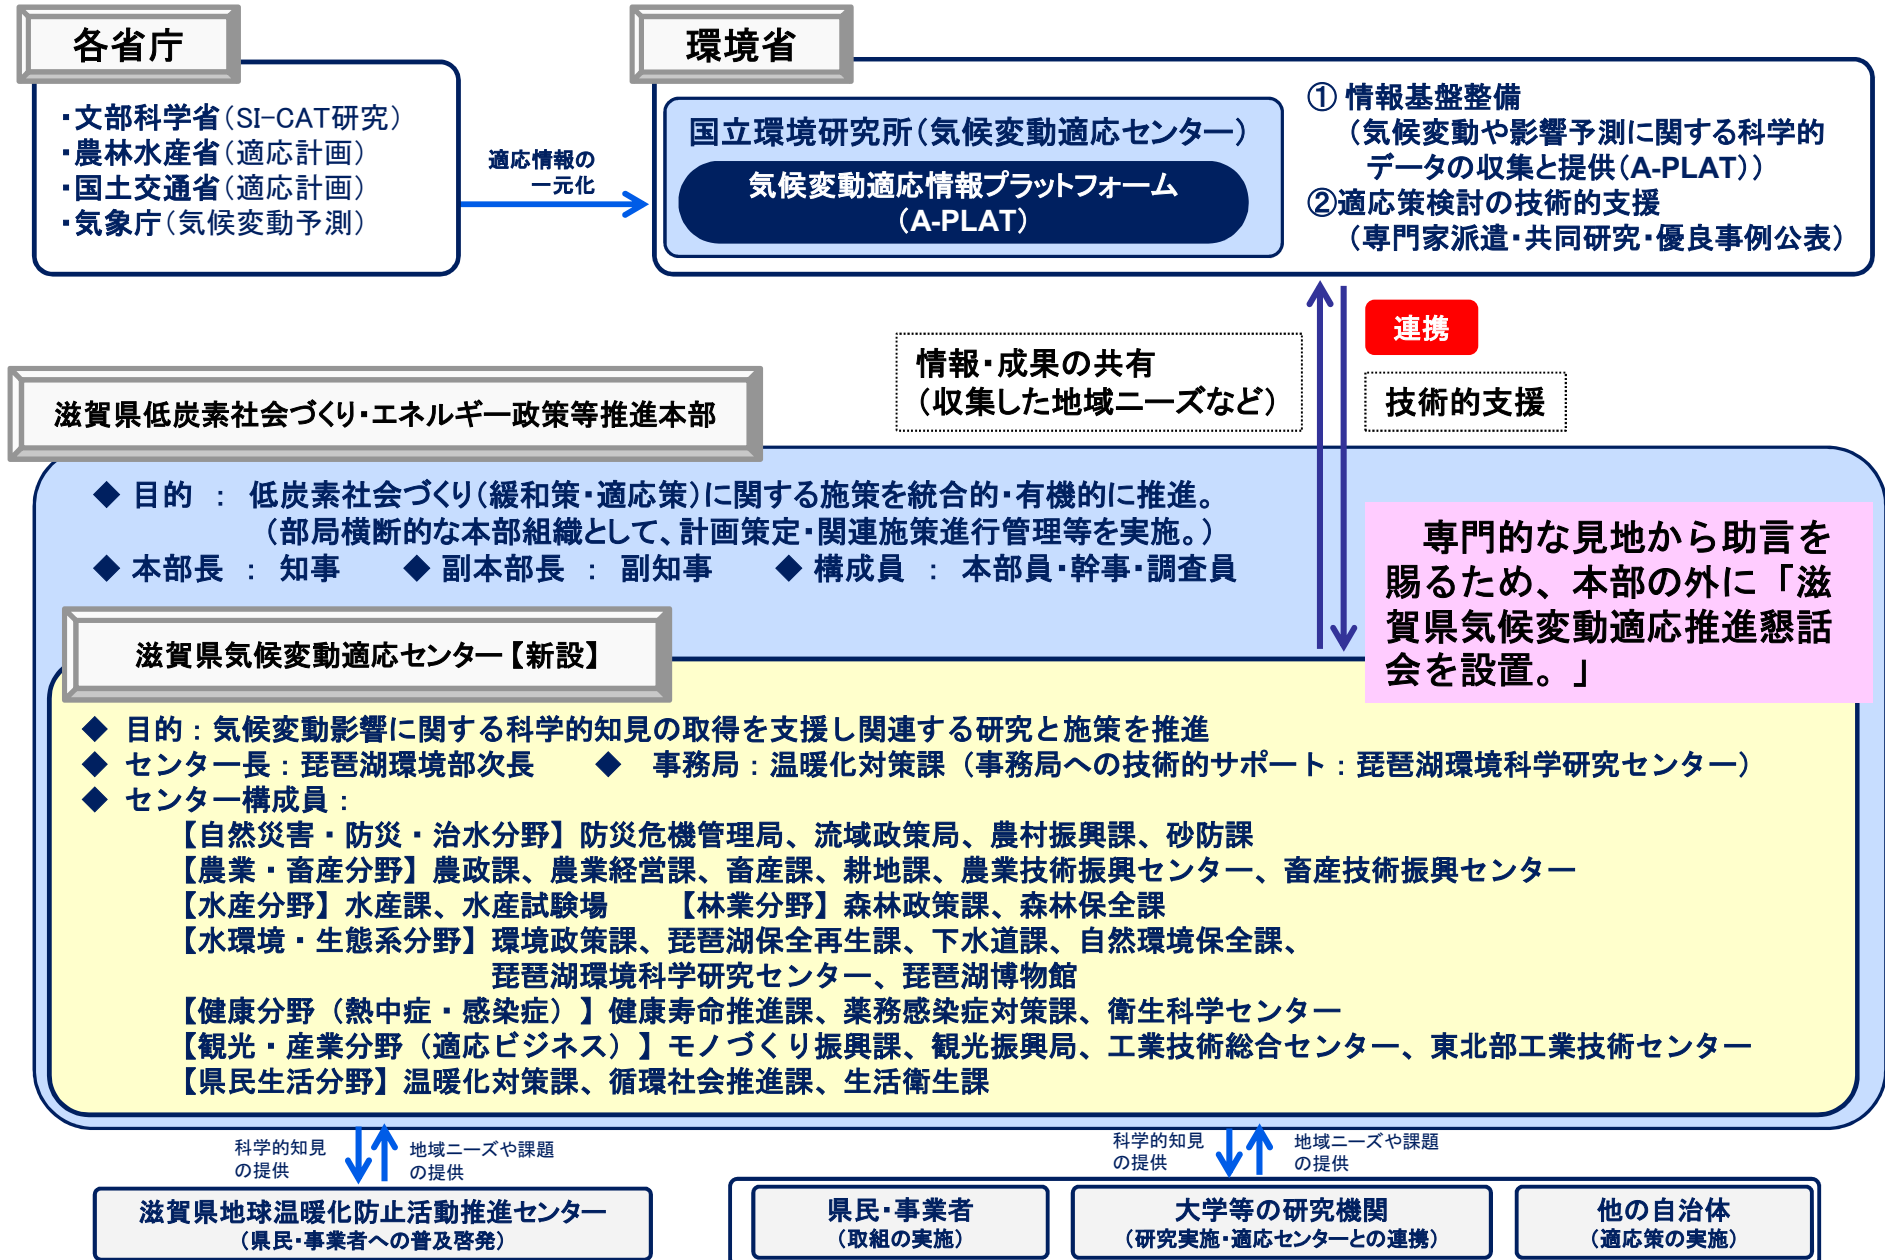 各省庁
・文部科学省（SI-CAT研究）
・農林水産省（適応計画）
・国土交通省（適応計画）
・気象庁（気候変動予測）
適応情報の
一元化
環境省
国立環境研究所（気候変動適応センター）
気候変動適応情報プラットフォーム
（A-PLAT）
① 情報基盤整備
（気候変動や影響予測に関する科学的
データの収集と提供（A-PLAT））
②適応策検討の技術的支援
（専門家派遣・共同研究・優良事例公表）
情報・成果の共有
（収集した地域ニーズなど）
連携
技術的支援
滋賀県低炭素社会づくり・エネルギー政策等推進本部
◆ 目的 ： 低炭素社会づくり（緩和策・適応策）に関する施策を統合的・有機的に推進。
（部局横断的な本部組織として、計画策定・関連施策進行管理等を実施。）
◆ 本部長 ： 知事 ◆ 副本部長 ： 副知事 ◆ 構成員 ： 本部員・幹事・調査員
専門的な見地から助言を
賜るため、本部の外に「滋
賀県気候変動適応推進懇話
会を設置。」
滋賀県気候変動適応センター【新設】
◆ 目的：気候変動影響に関する科学的知見の取得を支援し関連する研究と施策を推進
◆ センター長：琵琶湖環境部次長 ◆ 事務局：温暖化対策課（事務局への技術的サポート：琵琶湖環境科学研究センター）
◆ センター構成員：
【自然災害・防災・治水分野】防災危機管理局、流域政策局、農村振興課、砂防課
【農業・畜産分野】農政課、農業経営課、畜産課、耕地課、農業技術振興センター、畜産技術振興センター
【水産分野】水産課、水産試験場 【林業分野】森林政策課、森林保全課
【水環境・生態系分野】環境政策課、琵琶湖保全再生課、下水道課、自然環境保全課、
琵琶湖環境科学研究センター、琵琶湖博物館
【健康分野（熱中症・感染症）】健康寿命推進課、薬務感染症対策課、衛生科学センター
【観光・産業分野（適応ビジネス）】モノづくり振興課、観光振興局、工業技術総合センター、東北部工業技術センター
【県民生活分野】温暖化対策課、循環社会推進課、生活衛生課
科学的知見
の提供
地域ニーズや課題
の提供
科学的知見
の提供
地域ニーズや課題
の提供
滋賀県地球温暖化防止活動推進センター
（県民・事業者への普及啓発）
県民・事業者
（取組の実施）
大学等の研究機関
（研究実施・適応センターとの連携）
他の自治体
（適応策の実施）